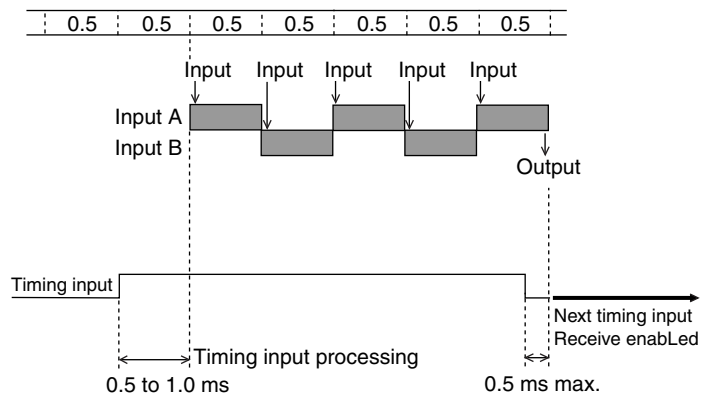 0.5 0.5 0.5 0.5 0.5 0.5 0.5
Input Input Input Input Input
Input A
Input B
Output
Timing input
Next timing input
Receive enabLed
Timing input processing
0.5 to 1.0 ms
0.5 ms max.